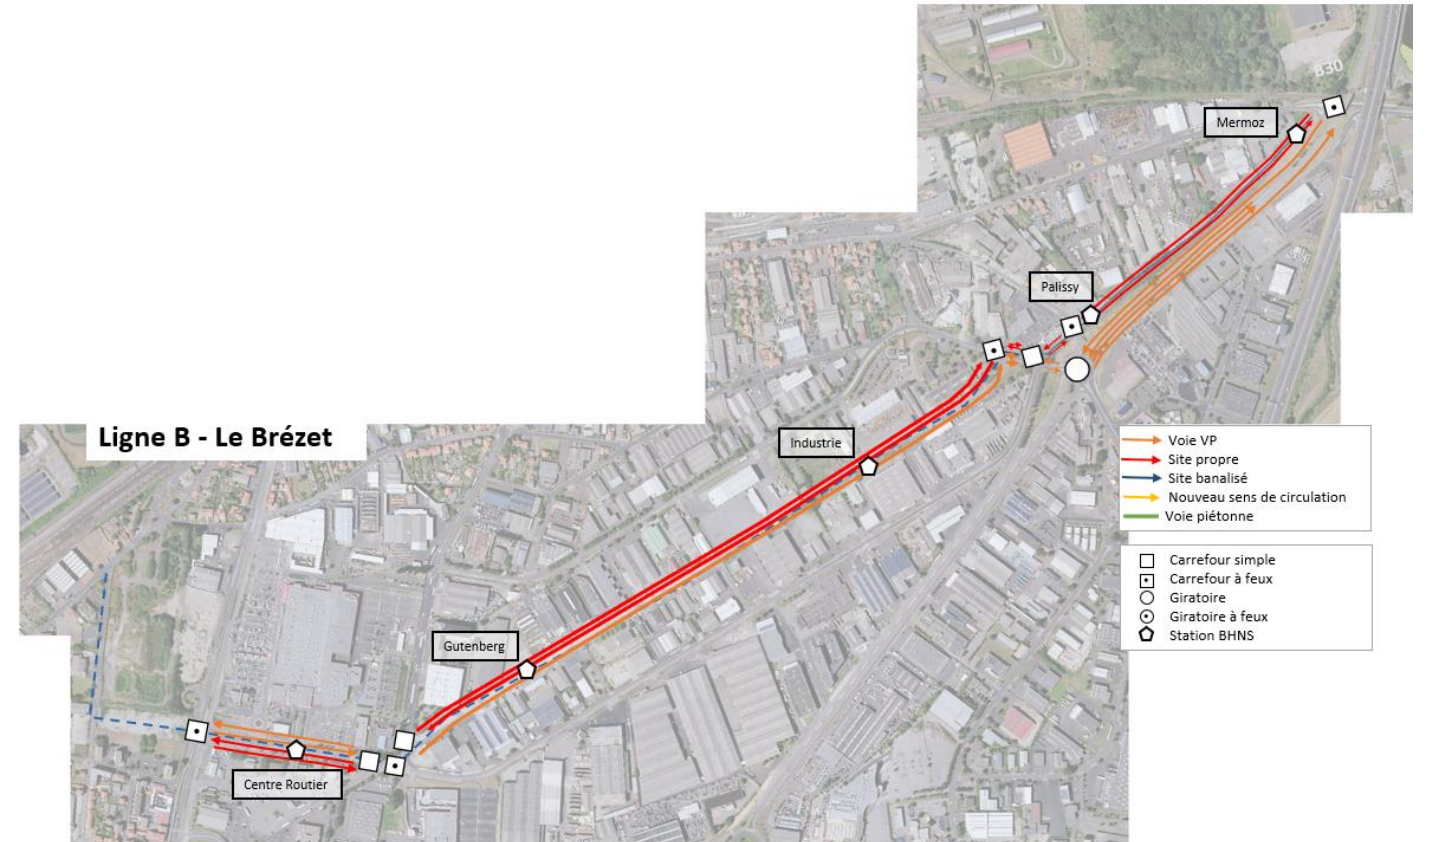 B30
Mermoz
Palissy
Ligne B - Le Brézet
Industrie
Gutenberg
Centre Routier
Voie VP
Site propre
Site banalisé
Nouveau sens de circulation
Voie piétonne
Carrefour simple
Carrefour à feux
Giratoire
Giratoire à feux
Station BHNS